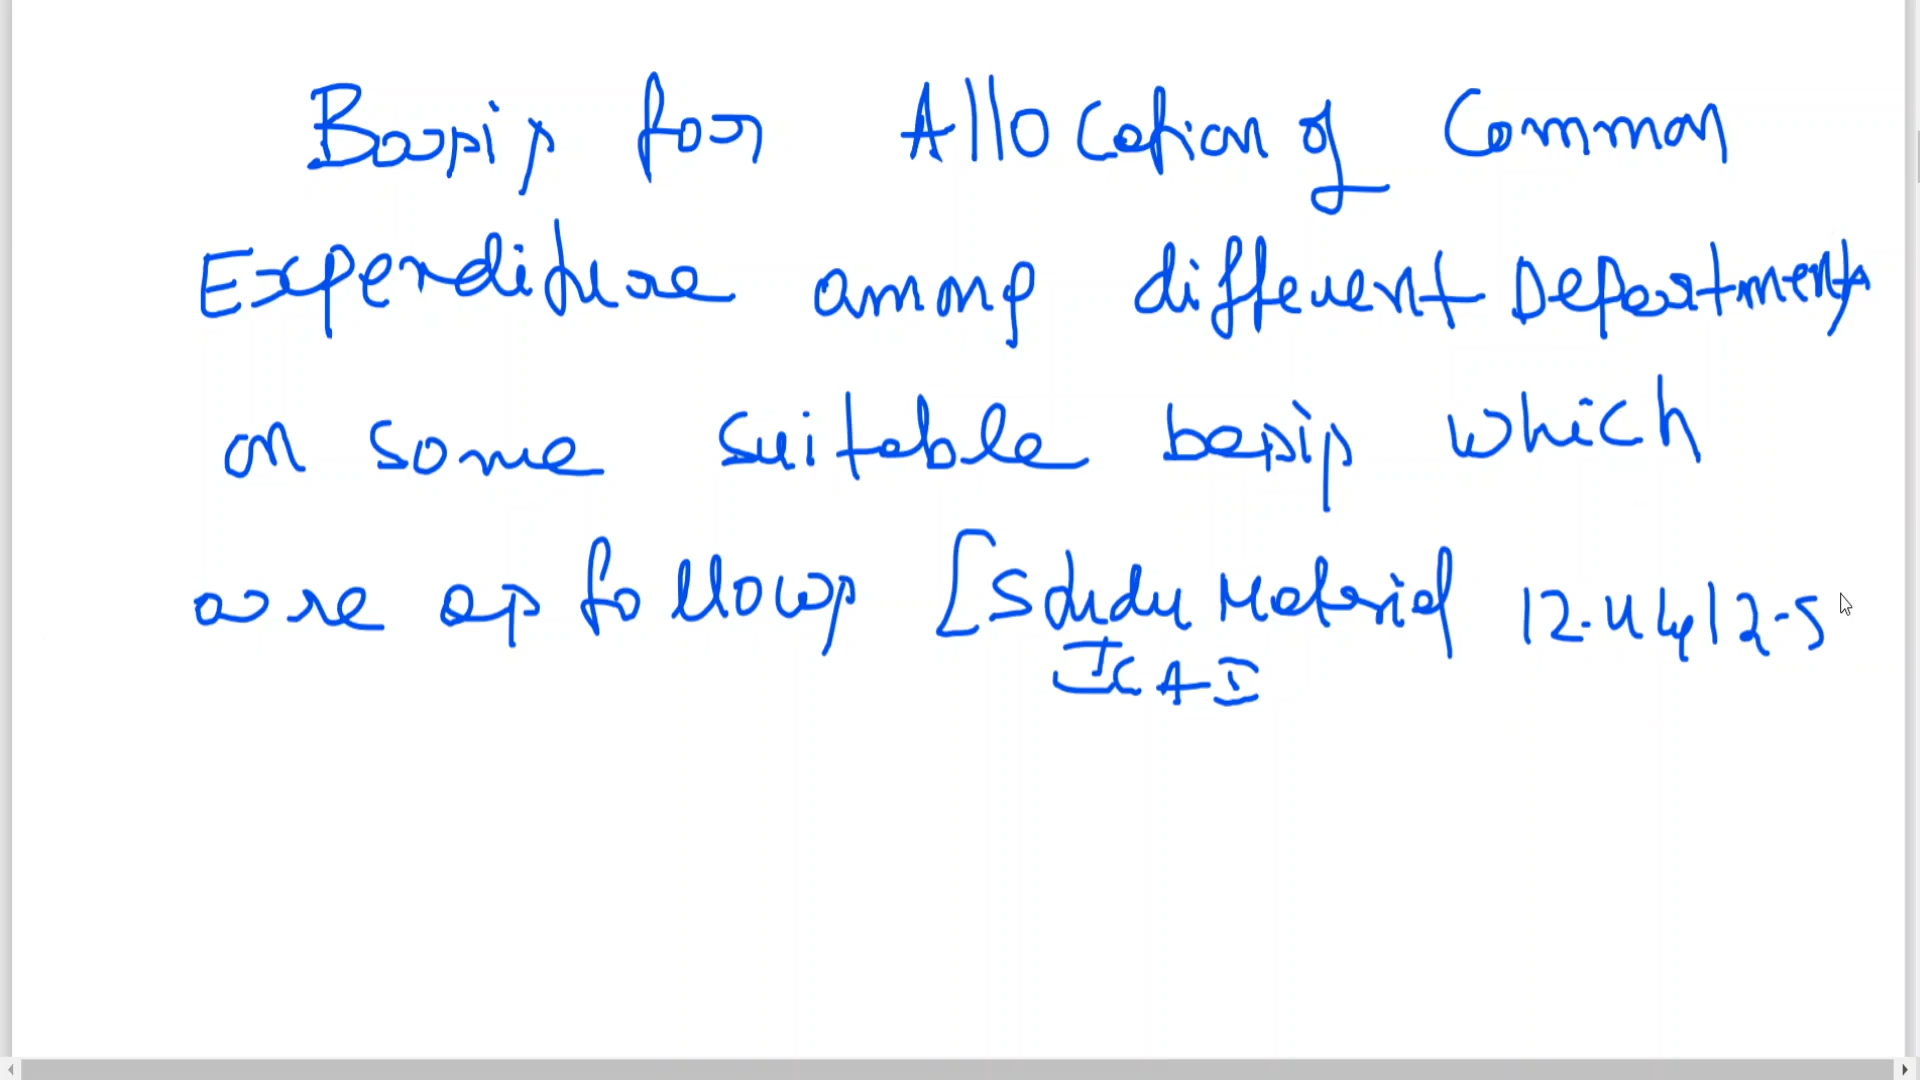 Basis for Allocation of Common
Expenditure among different Departments
on some suitable basis which
are as follows [Study Material 12.4 & 12-5
ICAI